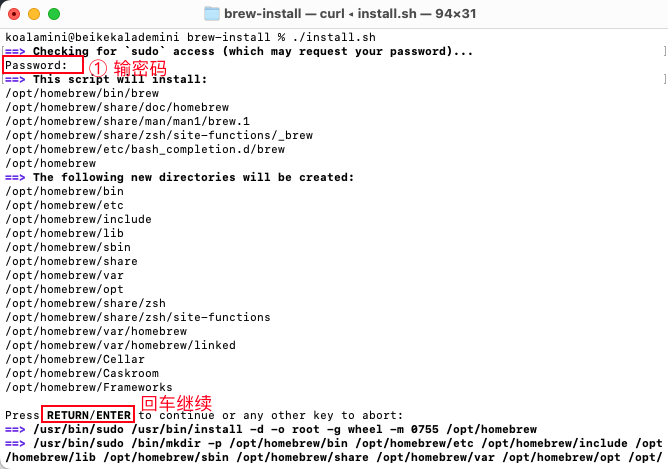 brew-install — curl ◂ install.sh — 94×31
koalamini@beikekalademini brew-install % ./install.sh
==> Checking for `sudo` access (which may request your password)...
Password: ① 输密码
==> This script will install:
/opt/homebrew/bin/brew
/opt/homebrew/share/doc/homebrew
/opt/homebrew/share/man/man1/brew.1
/opt/homebrew/share/zsh/site-functions/_brew
/opt/homebrew/etc/bash_completion.d/brew
/opt/homebrew
==> The following new directories will be created:
/opt/homebrew/bin
/opt/homebrew/etc
/opt/homebrew/include
/opt/homebrew/lib
/opt/homebrew/sbin
/opt/homebrew/share
/opt/homebrew/var
/opt/homebrew/opt
/opt/homebrew/share/zsh
/opt/homebrew/share/zsh/site-functions
/opt/homebrew/var/homebrew
/opt/homebrew/var/homebrew/linked
/opt/homebrew/Cellar
/opt/homebrew/Caskroom
/opt/homebrew/Frameworks
回车继续
Press RETURN/ENTER to continue or any other key to abort:
==> /usr/bin/sudo /usr/bin/install -d -o root -g wheel -m 0755 /opt/homebrew
==> /usr/bin/sudo /bin/mkdir -p /opt/homebrew/bin /opt/homebrew/etc /opt/homebrew/include /opt
/homebrew/lib /opt/homebrew/sbin /opt/homebrew/share /opt/homebrew/var /opt/homebrew/opt /opt/